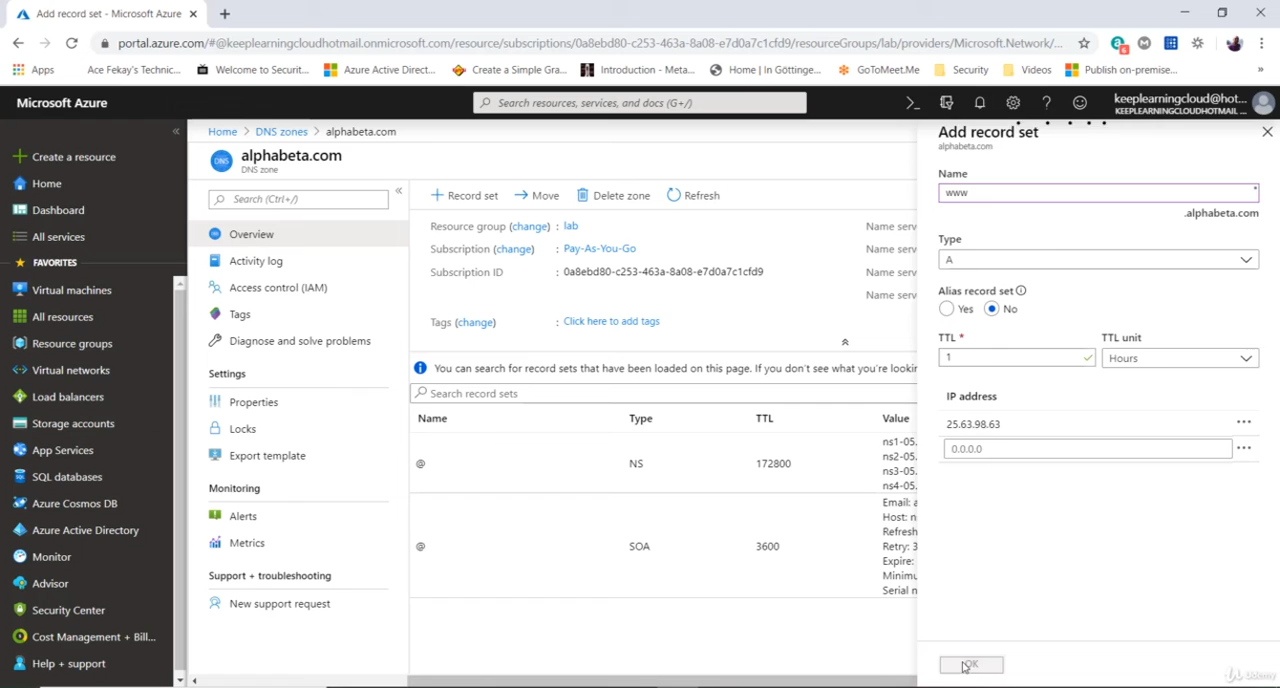 Add record set - Microsoft Azure
portal.azure.com/#@keeplearningcloudhotmail.onmicrosoft.com/resource/subscriptions/0a8ebd80-c253-463a-8a08-e7d0a7c1cfd9/resourceGroups/lab/providers/Microsoft.Network/...
Apps Ace Fekay's Technic... Welcome to Securit... Azure Active Direct... Create a Simple Gra... Introduction - Meta... Home | In Göttinge... GoToMeet.Me Security Videos Publish on-premise... »
Microsoft Azure
Search resources, services, and docs (G+/)
keeplearningcloud@hot...
KEEPLEARNINGCLOUDHOTMAIL ...
Create a resource
Home
Dashboard
All services
FAVORITES
Virtual machines
All resources
Resource groups
Virtual networks
Load balancers
Storage accounts
App Services
SQL databases
Azure Cosmos DB
Azure Active Directory
Monitor
Advisor
Security Center
Cost Management + Bill...
Help + support
Home > DNS zones > alphabeta.com
DNS
alphabeta.com
DNS zone
Search (Ctrl+/)
Overview
Activity log
Access control (IAM)
Tags
Diagnose and solve problems
Settings
Properties
Locks
Export template
Monitoring
Alerts
Metrics
Support + troubleshooting
New support request
Record set Move Delete zone Refresh
Resource group (change) : lab
Subscription (change) : Pay-As-You-Go
Subscription ID : 0a8ebd80-c253-463a-8a08-e7d0a7c1cfd9
Tags (change) : Click here to add tags
Name serv
Name serv
Name serv
Name serv
You can search for record sets that have been loaded on this page. If you don't see what you're lookin
Search record sets
Name Type TTL Value
@ NS 172800
ns1-05.
ns2-05.
ns3-05.
ns4-05.
@ SOA 3600
Email: a
Host: n
Refresh
Retry: 3
Expire:
Minimu
Serial n
Add record set
alphabeta.com
Name
www
.alphabeta.com
Type
A
Alias record set
Yes No
TTL * TTL unit
1 Hours
IP address
25.63.98.63
0.0.0.0
OK
Udemy